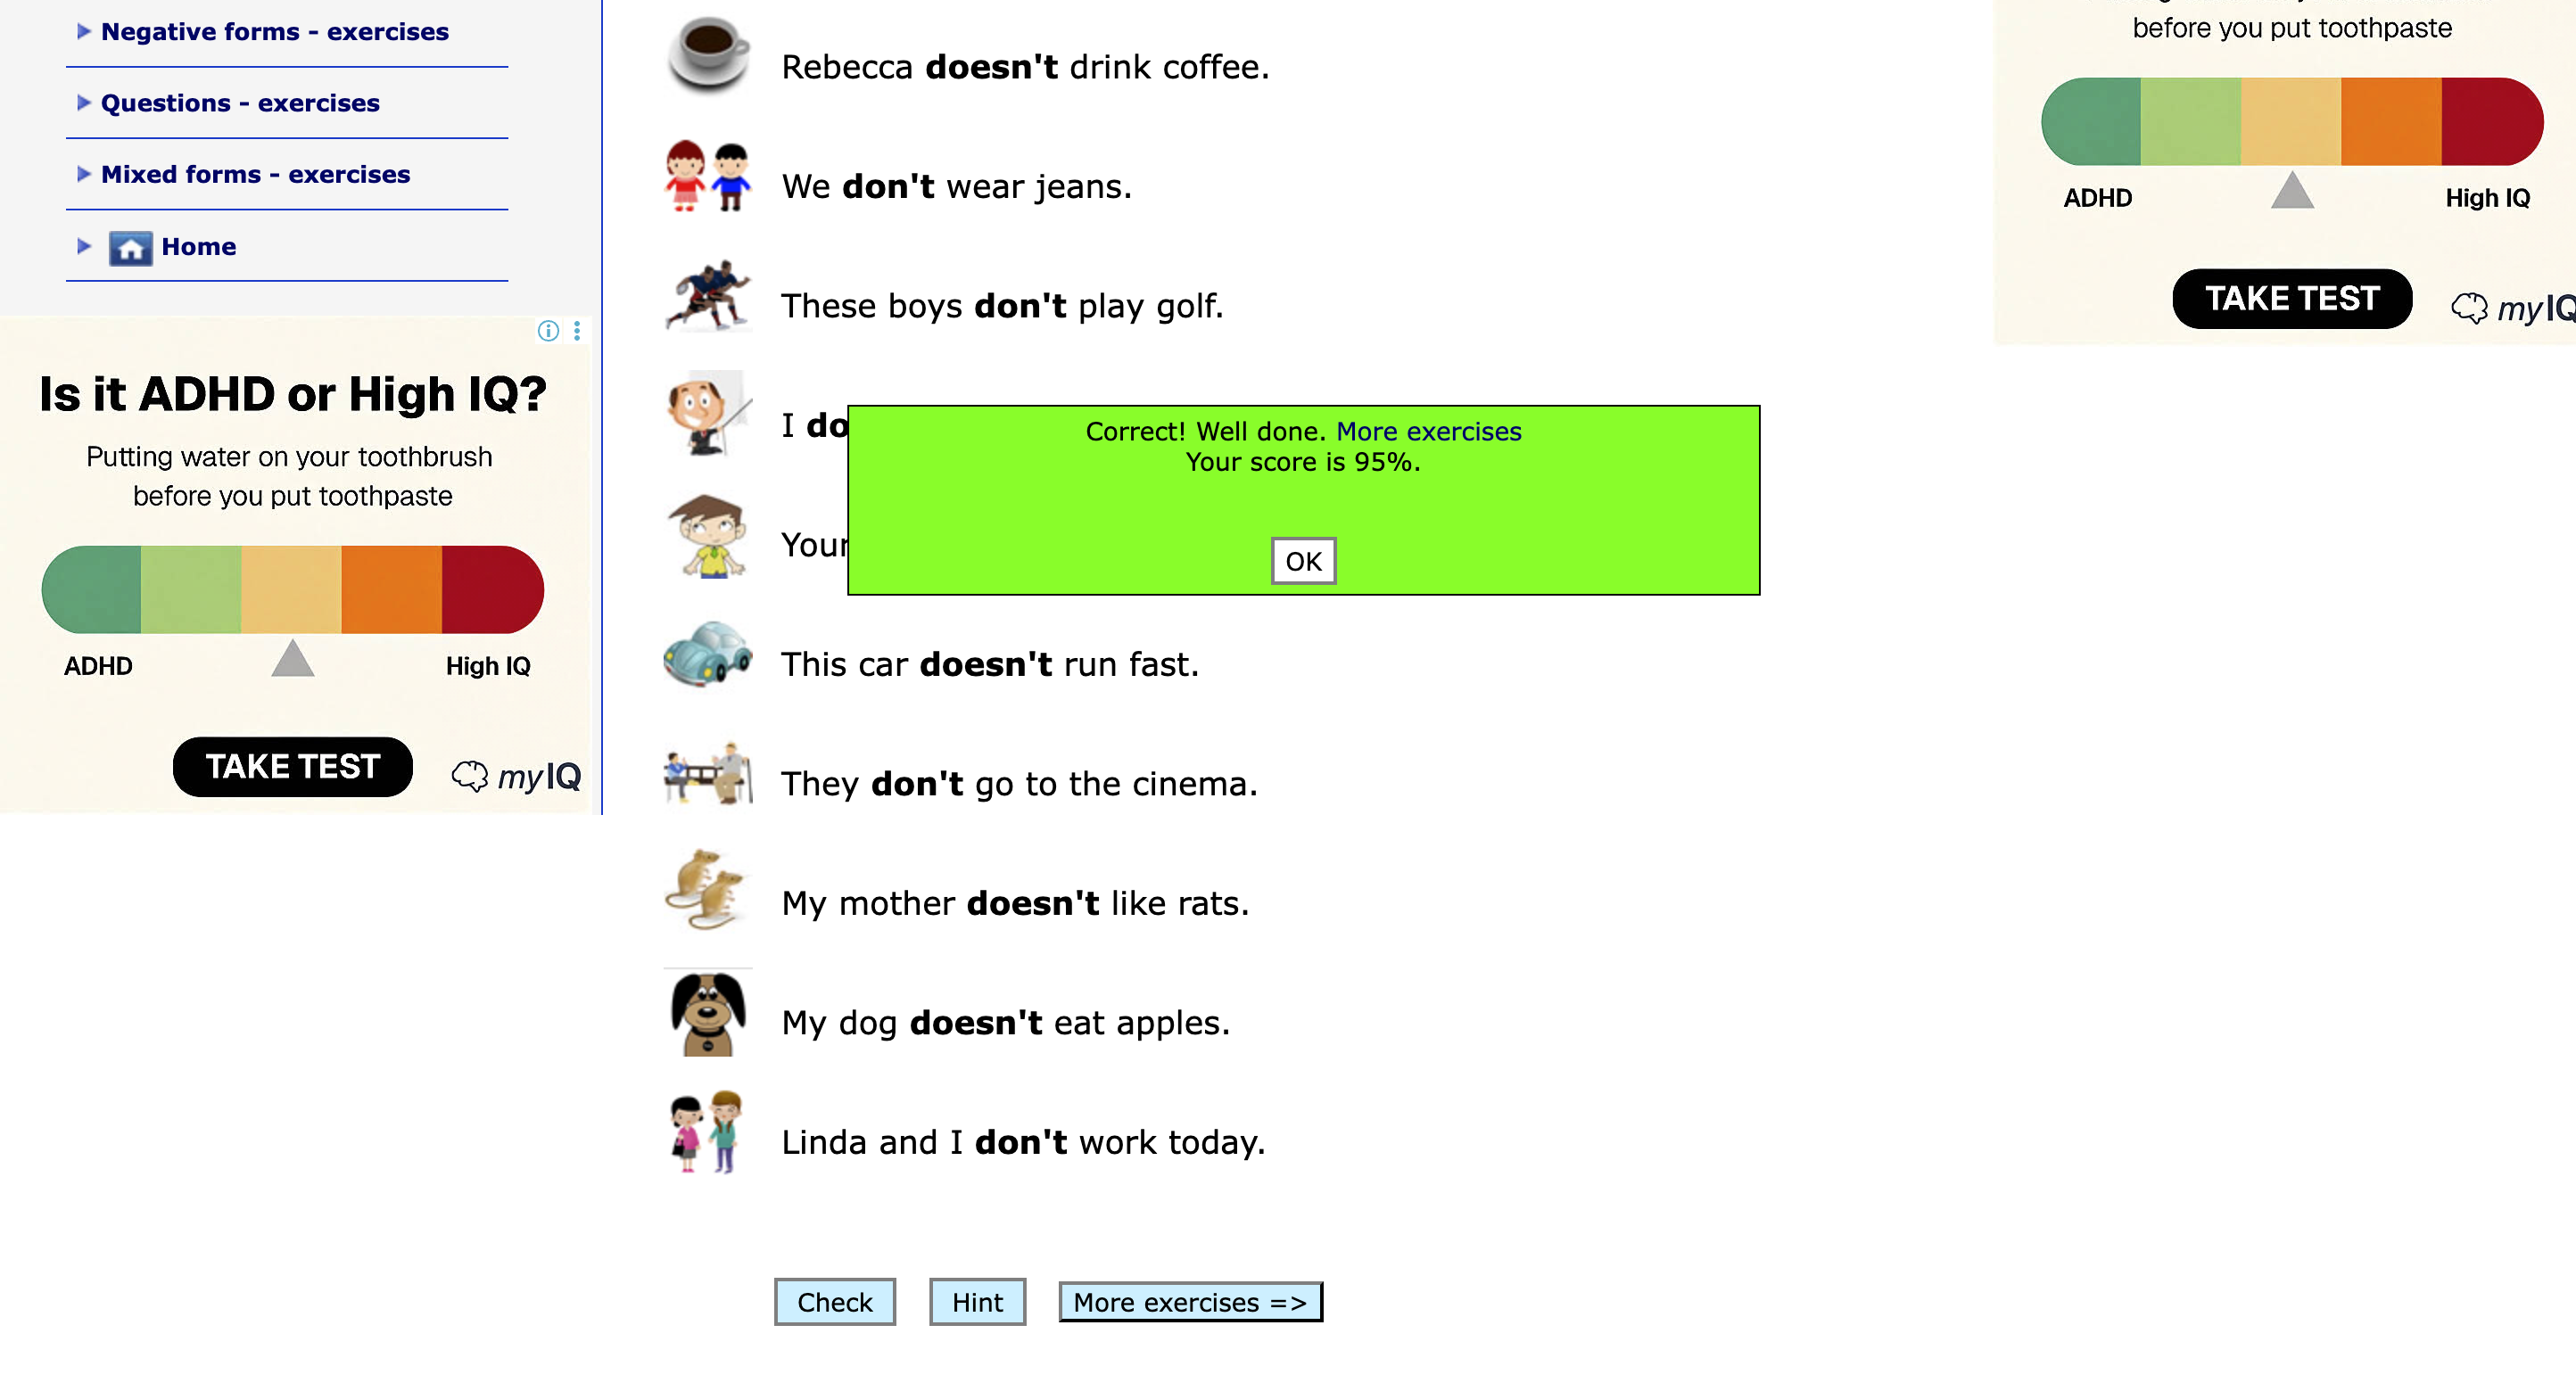 Negative forms - exercises
Questions - exercises
Mixed forms - exercises
Home
Is it ADHD or High IQ?
Putting water on your toothbrush
before you put toothpaste
ADHD
High IQ
TAKE TEST
myIQ
Rebecca doesn't drink coffee.
We don't wear jeans.
These boys don't play golf.
I do
Your
Correct! Well done. More exercises
Your score is 95%.
OK
This car doesn't run fast.
They don't go to the cinema.
My mother doesn't like rats.
My dog doesn't eat apples.
Linda and I don't work today.
Check
Hint
More exercises =>
before you put toothpaste
ADHD
High IQ
TAKE TEST
myIQ